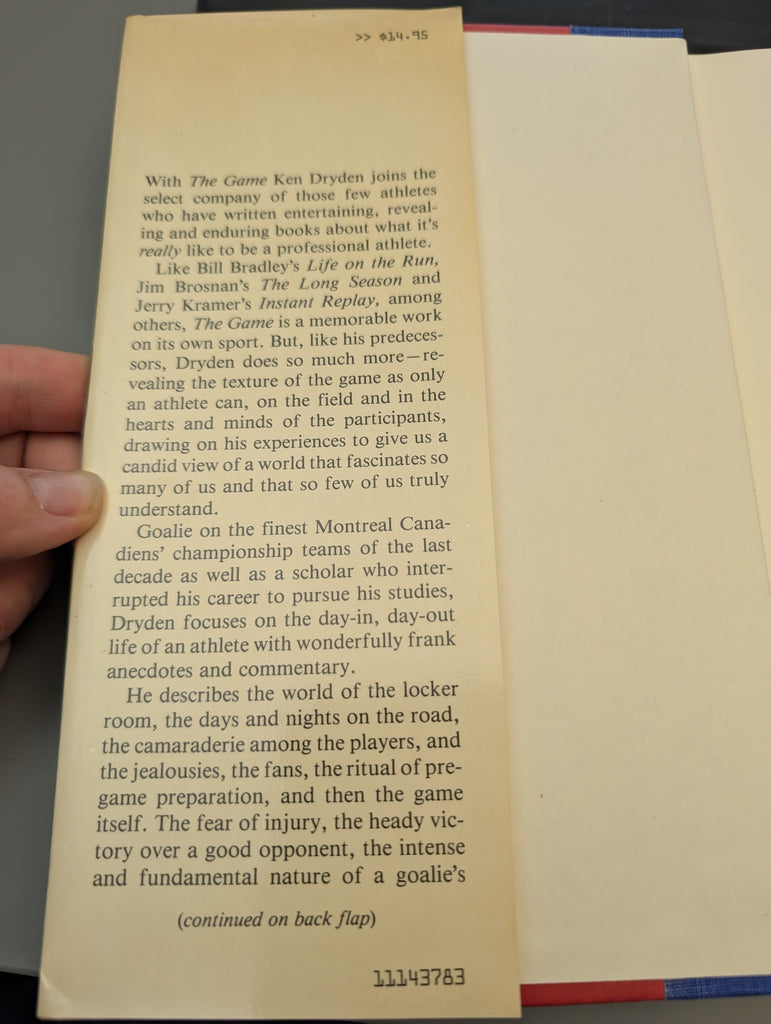 >> $14.95
With The Game Ken Dryden joins the
select company of those few athletes
who have written entertaining, reveal-
ing and enduring books about what it's
really like to be a professional athlete.
Like Bill Bradley's Life on the Run,
Jim Brosnan's The Long Season and
Jerry Kramer's Instant Replay, among
others, The Game is a memorable work
on its own sport. But, like his predeces-
sors, Dryden does so much more—re-
vealing the texture of the game as only
an athlete can, on the field and in the
hearts and minds of the participants,
drawing on his experiences to give us a
candid view of a world that fascinates so
many of us and that so few of us truly
understand.
Goalie on the finest Montreal Cana-
diens' championship teams of the last
decade as well as a scholar who inter-
rupted his career to pursue his studies,
Dryden focuses on the day-in, day-out
life of an athlete with wonderfully frank
anecdotes and commentary.
He describes the world of the locker
room, the days and nights on the road,
the camaraderie among the players, and
the jealousies, the fans, the ritual of pre-
game preparation, and then the game
itself. The fear of injury, the heady vic-
tory over a good opponent, the intense
and fundamental nature of a goalie's
(continued on back flap)
11143783